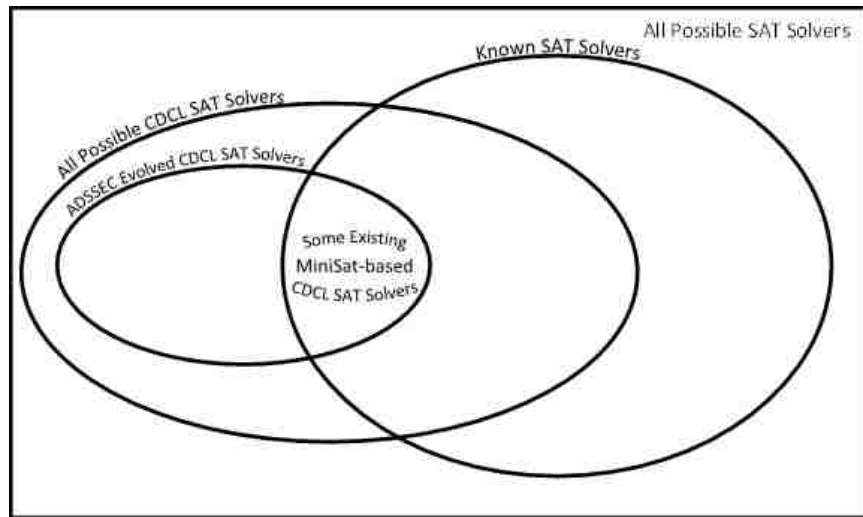 All Possible SAT Solvers
Known SAT Solvers
All Possible CDCL SAT Solvers
ADSSEC Evolved CDCL SAT Solvers
Some Existing
MiniSat-based
CDCL SAT Solvers